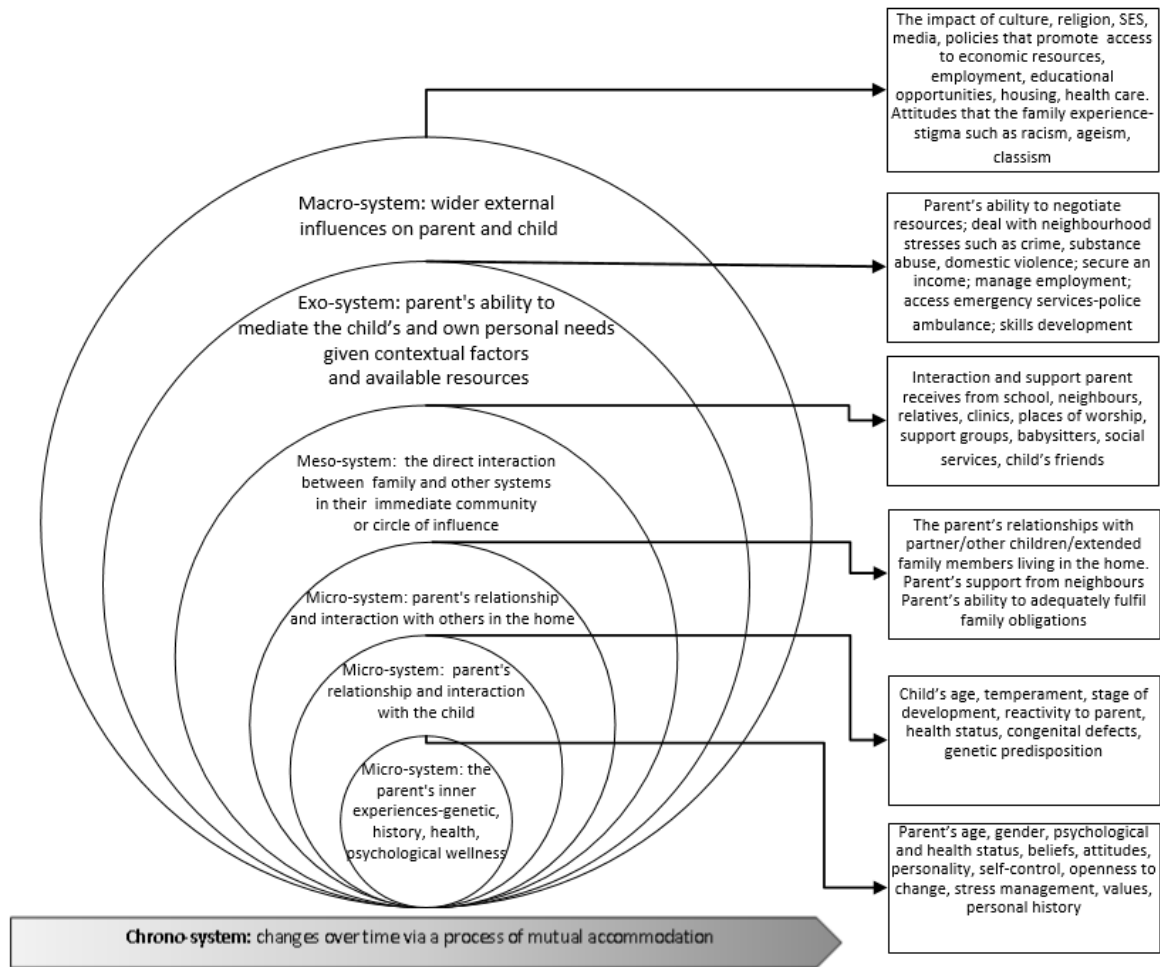 The impact of culture, religion, SES,
media, policies that promote access
to economic resources,
employment, educational
opportunities, housing, health care.
Attitudes that the family experience-
stigma such as racism, ageism,
classism
Macro-system: wider external
influences on parent and child
Parent's ability to negotiate
resources; deal with neighbourhood
stresses such as crime, substance
abuse, domestic violence; secure an
income; manage employment;
access emergency services-police
ambulance; skills development
Exo-system: parent's ability to
mediate the child's and own personal needs
given contextual factors
and available resources
Interaction and support parent
receives from school, neighbours,
relatives, clinics, places of worship,
support groups, babysitters, social
services, child's friends
Meso-system: the direct interaction
between family and other systems
in their immediate community
or circle of influence
The parent's relationships with
partner/other children/extended
family members living in the home.
Parent's support from neighbours
Parent's ability to adequately fulfil
family obligations
Micro-system: parent's relationship
and interaction with others in the home
Micro-system: parent's
relationship and interaction
with the child
Child's age, temperament, stage of
development, reactivity to parent,
health status, congenital defects,
genetic predisposition
Micro-system: the
parent's inner
experiences-genetic,
history, health,
psychological wellness
Parent's age, gender, psychological
and health status, beliefs, attitudes,
personality, self-control, openness to
change, stress management, values,
personal history
Chrono-system: changes over time via a process of mutual accommodation